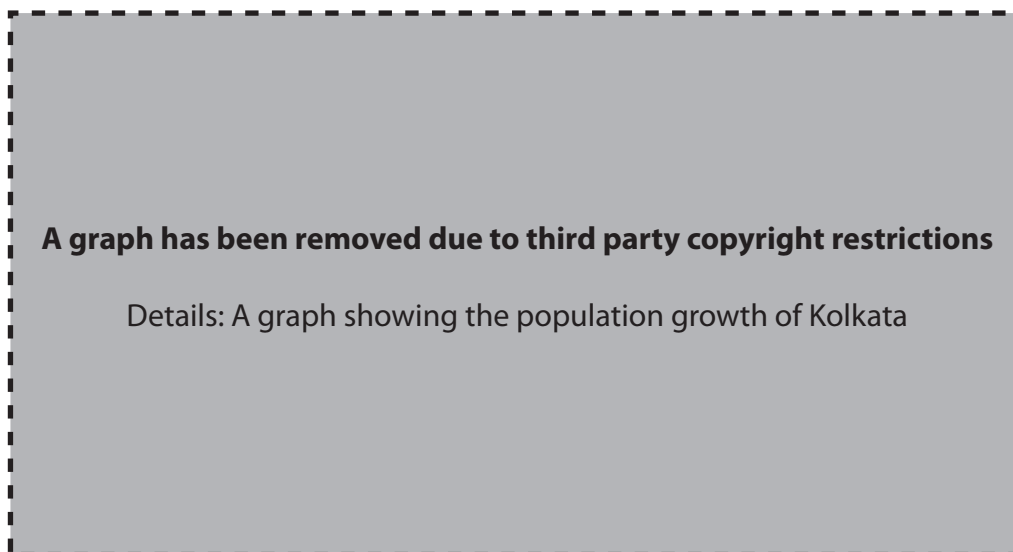 A graph has been removed due to third party copyright restrictions
Details: A graph showing the population growth of Kolkata